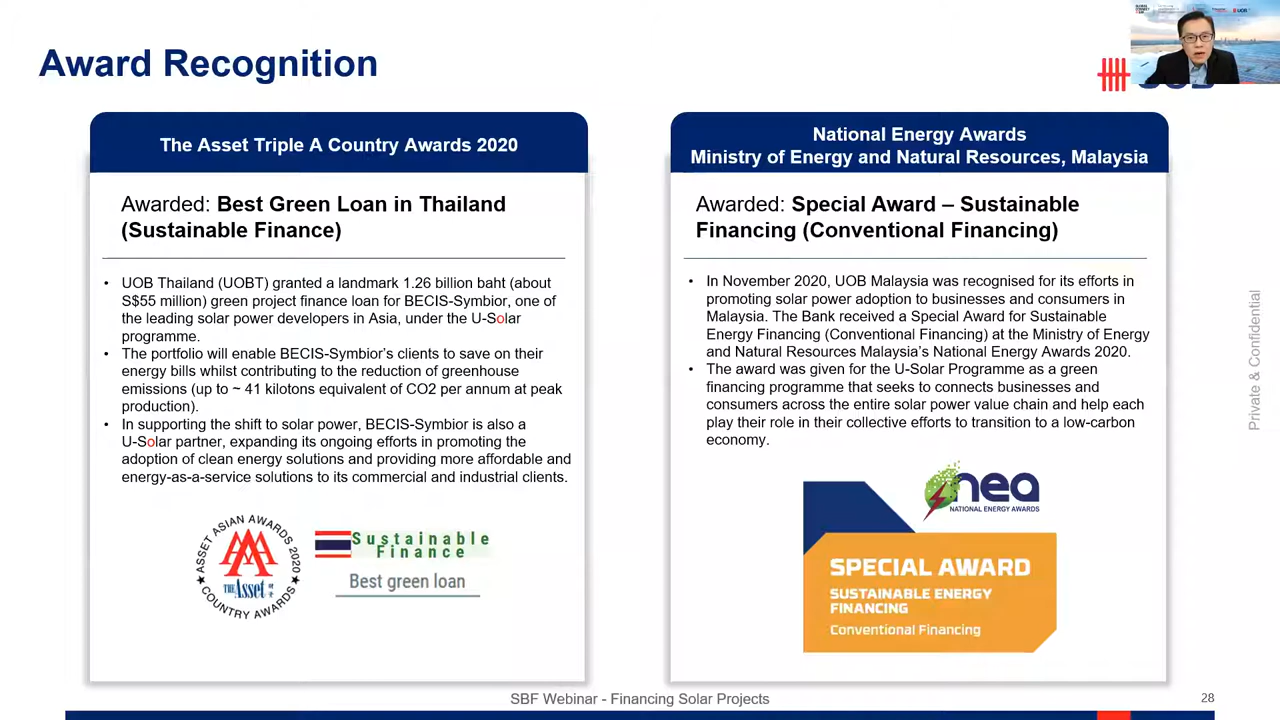 Award Recognition
UOB
The Asset Triple A Country Awards 2020
Awarded: Best Green Loan in Thailand
(Sustainable Finance)
• UOB Thailand (UOBT) granted a landmark 1.26 billion baht (about
S$55 million) green project finance loan for BECIS-Symbior, one of
the leading solar power developers in Asia, under the U-Solar
programme.
• The portfolio will enable BECIS-Symbior's clients to save on their
energy bills whilst contributing to the reduction of greenhouse
emissions (up to ~ 41 kilotons equivalent of CO2 per annum at peak
production).
• In supporting the shift to solar power, BECIS-Symbior is also a
U-Solar partner, expanding its ongoing efforts in promoting the
adoption of clean energy solutions and providing more affordable and
energy-as-a-service solutions to its commercial and industrial clients.
ASSET ASIAN AWARDS 2020
AAA
THE Asset
COUNTRY AWARDS
Sustainable
Finance
Best green loan
National Energy Awards
Ministry of Energy and Natural Resources, Malaysia
Awarded: Special Award – Sustainable
Financing (Conventional Financing)
• In November 2020, UOB Malaysia was recognised for its efforts in
promoting solar power adoption to businesses and consumers in
Malaysia. The Bank received a Special Award for Sustainable
Energy Financing (Conventional Financing) at the Ministry of Energy
and Natural Resources Malaysia's National Energy Awards 2020.
• The award was given for the U-Solar Programme as a green
financing programme that seeks to connects businesses and
consumers across the entire solar power value chain and help each
play their role in their collective efforts to transition to a low-carbon
economy.
nea
NATIONAL ENERGY AWARDS
SPECIAL AWARD
SUSTAINABLE ENERGY
FINANCING
Conventional Financing
Private & Confidential
SBF Webinar - Financing Solar Projects
28